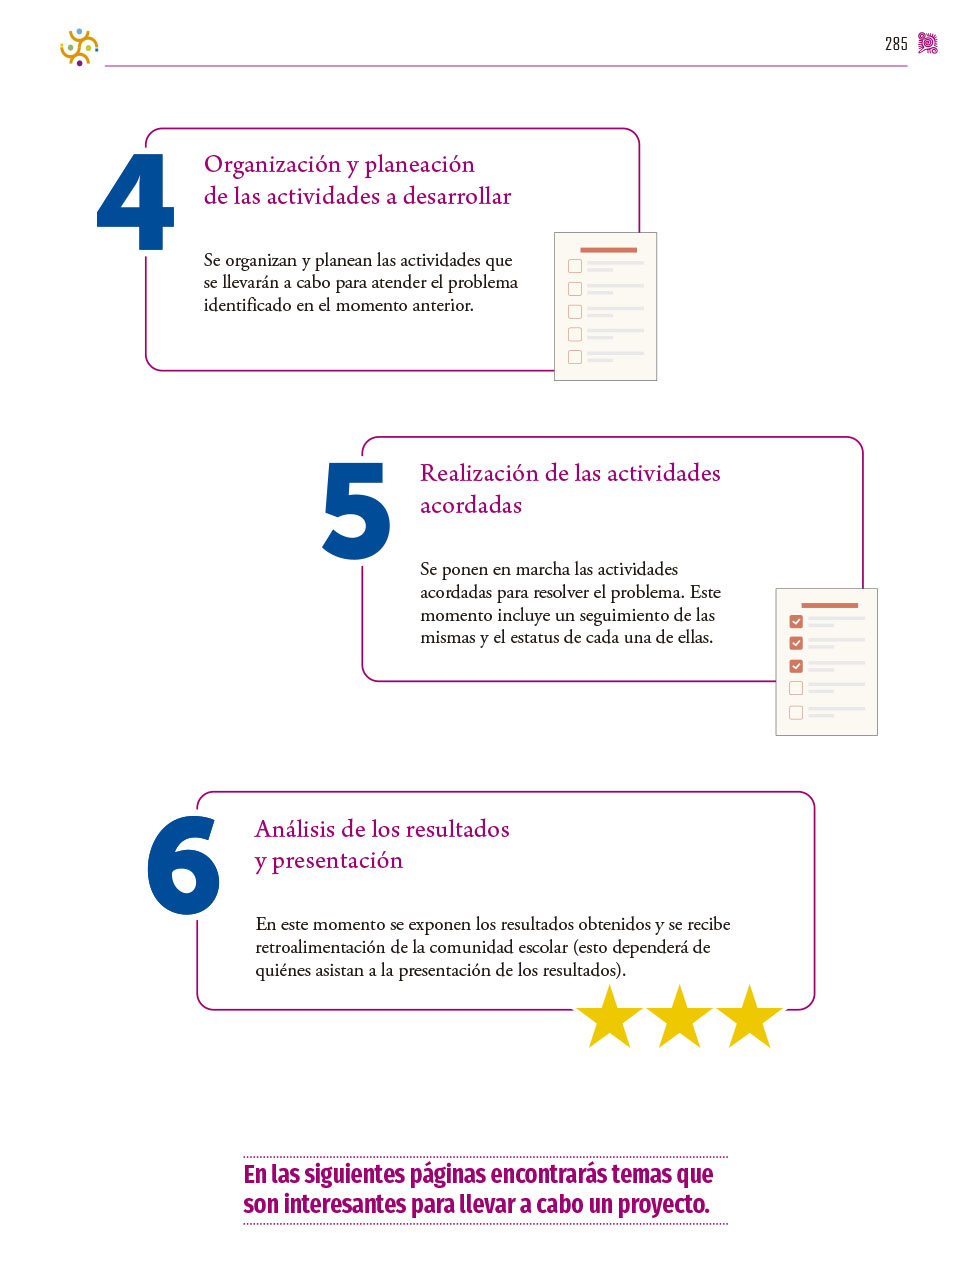 285
4
Organización y planeación
de las actividades a desarrollar
Se organizan y planean las actividades que
se llevarán a cabo para atender el problema
identificado en el momento anterior.
5
Realización de las actividades
acordadas
Se ponen en marcha las actividades
acordadas para resolver el problema. Este
momento incluye un seguimiento de las
mismas y el estatus de cada una de ellas.
6
Análisis de los resultados
y presentación
En este momento se exponen los resultados obtenidos y se recibe
retroalimentación de la comunidad escolar (esto dependerá de
quiénes asistan a la presentación de los resultados).
En las siguientes páginas encontrarás temas que
son interesantes para llevar a cabo un proyecto.